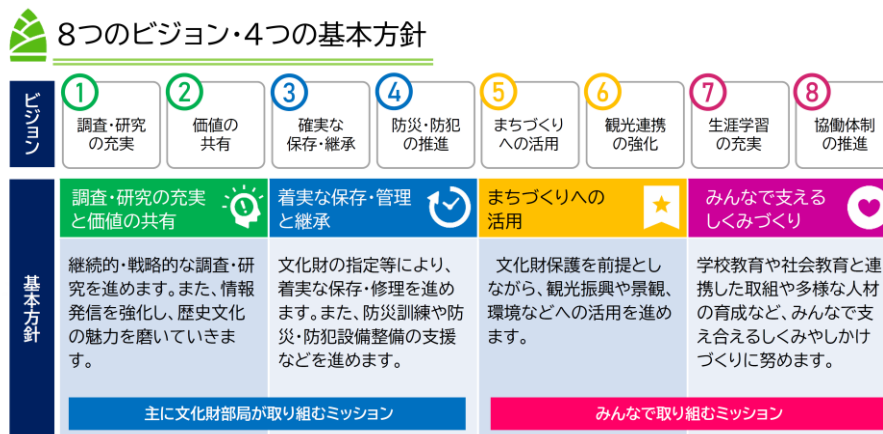 8つのビジョン・4つの基本方針
ビジョン
1
調査・研究
の充実
2
価値の
共有
3
確実な
保存・継承
4
防災・防犯
の推進
5
まちづくり
への活用
6
観光連携
の強化
7
生涯学習
の充実
8
協働体制
の推進
基本方針
調査・研究の充実
と価値の共有
継続的・戦略的な調査・研
究を進めます。また、情報
発信を強化し、歴史文化
の魅力を磨いていきま
す。
着実な保存・管理
と継承
文化財の指定等により、
着実な保存・修理を進め
ます。また、防災訓練や防
災・防犯設備整備の支援
などを進めます。
まちづくりへの
活用
文化財保護を前提とし
ながら、観光振興や景観、
環境などへの活用を進め
ます。
みんなで支える
しくみづくり
学校教育や社会教育と連
携した取組や多様な人材
の育成など、みんなで支
え合えるしくみやしかけ
づくりに努めます。
主に文化財部局が取り組むミッション
みんなで取り組むミッション